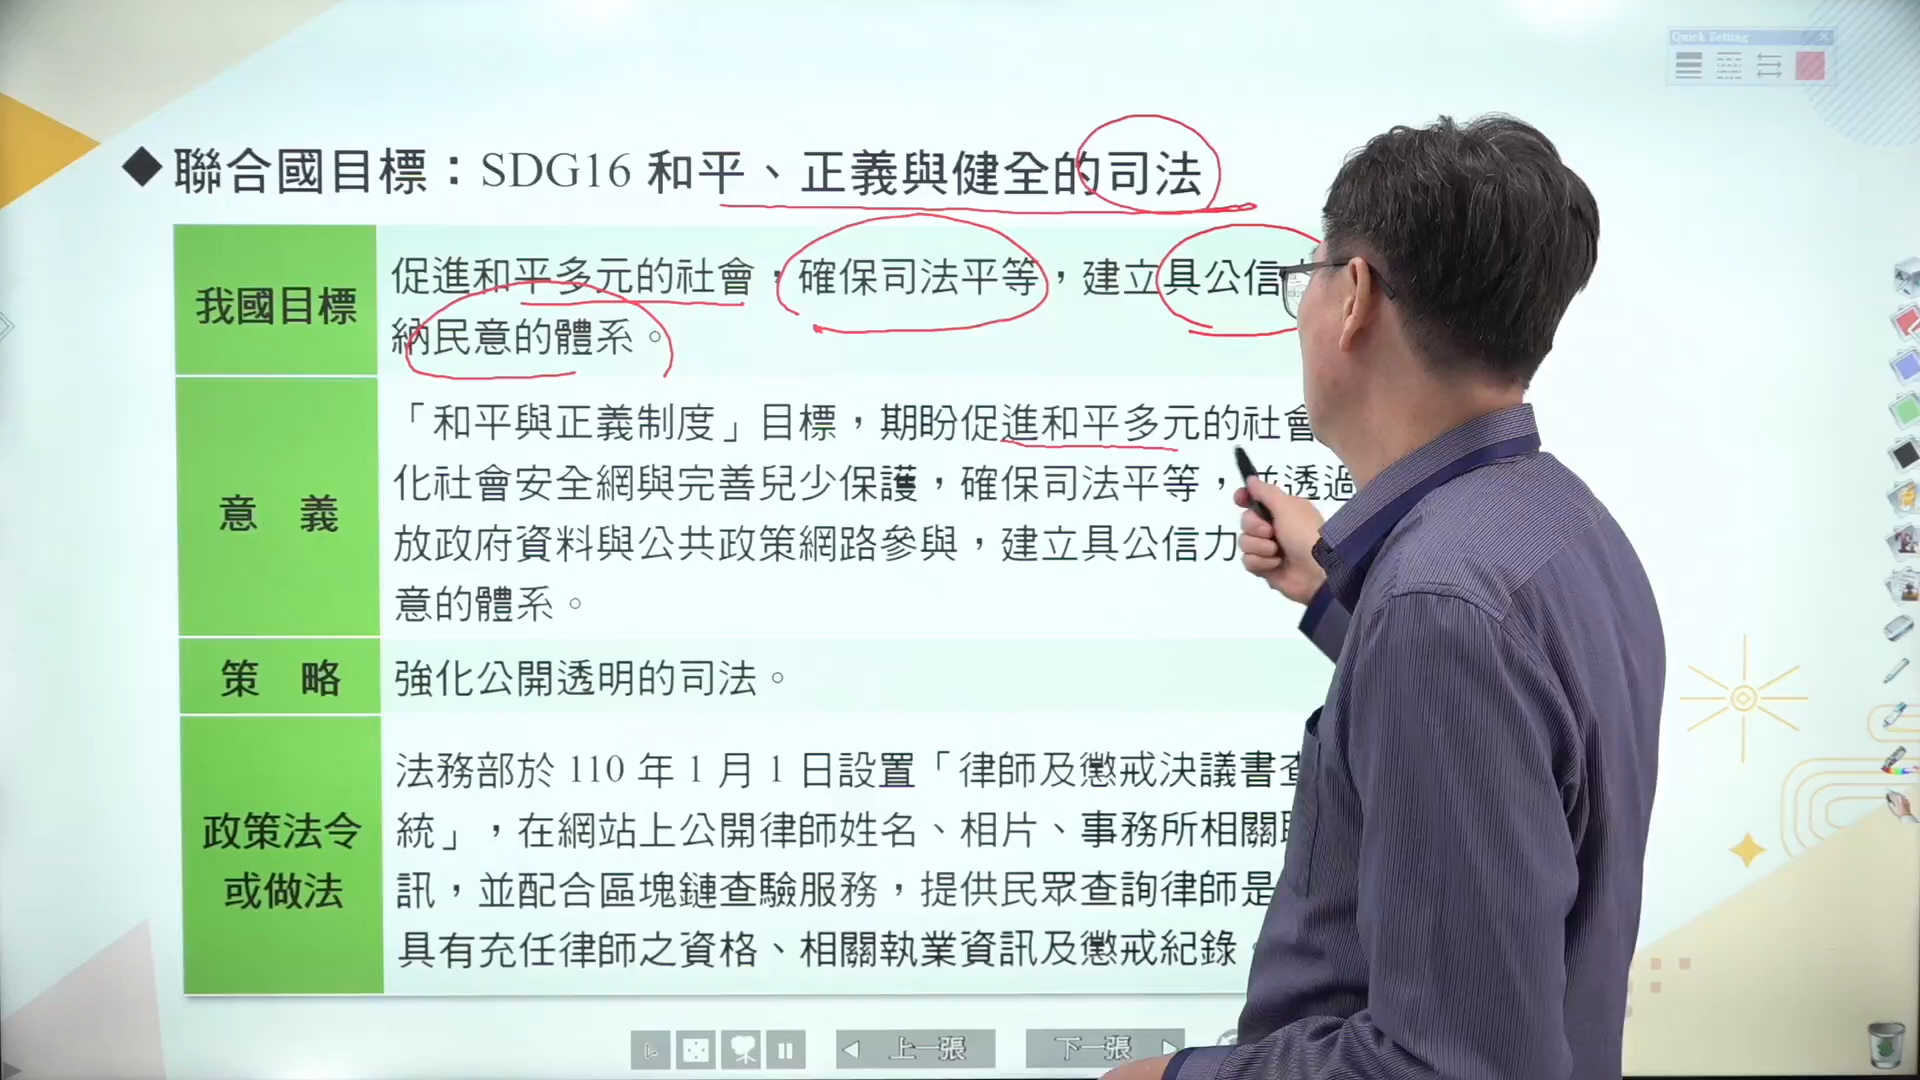 Quick Setting
◆聯合國目標：SDG16 和平、正義與健全的司法
我國目標
促進和平多元的社會，確保司法平等，建立具公信
納民意的體系。
意 義
「和平與正義制度」目標，期盼促進和平多元的社會
化社會安全網與完善兒少保護，確保司法平等，並透過
放政府資料與公共政策網路參與，建立具公信力
意的體系。
策 略
強化公開透明的司法。
政策法令
或做法
法務部於 110 年 1 月 1 日設置「律師及懲戒決議書查
統」，在網站上公開律師姓名、相片、事務所相關
訊，並配合區塊鏈查驗服務，提供民眾查詢律師是
具有充任律師之資格、相關執業資訊及懲戒紀錄。
上一張
下一張